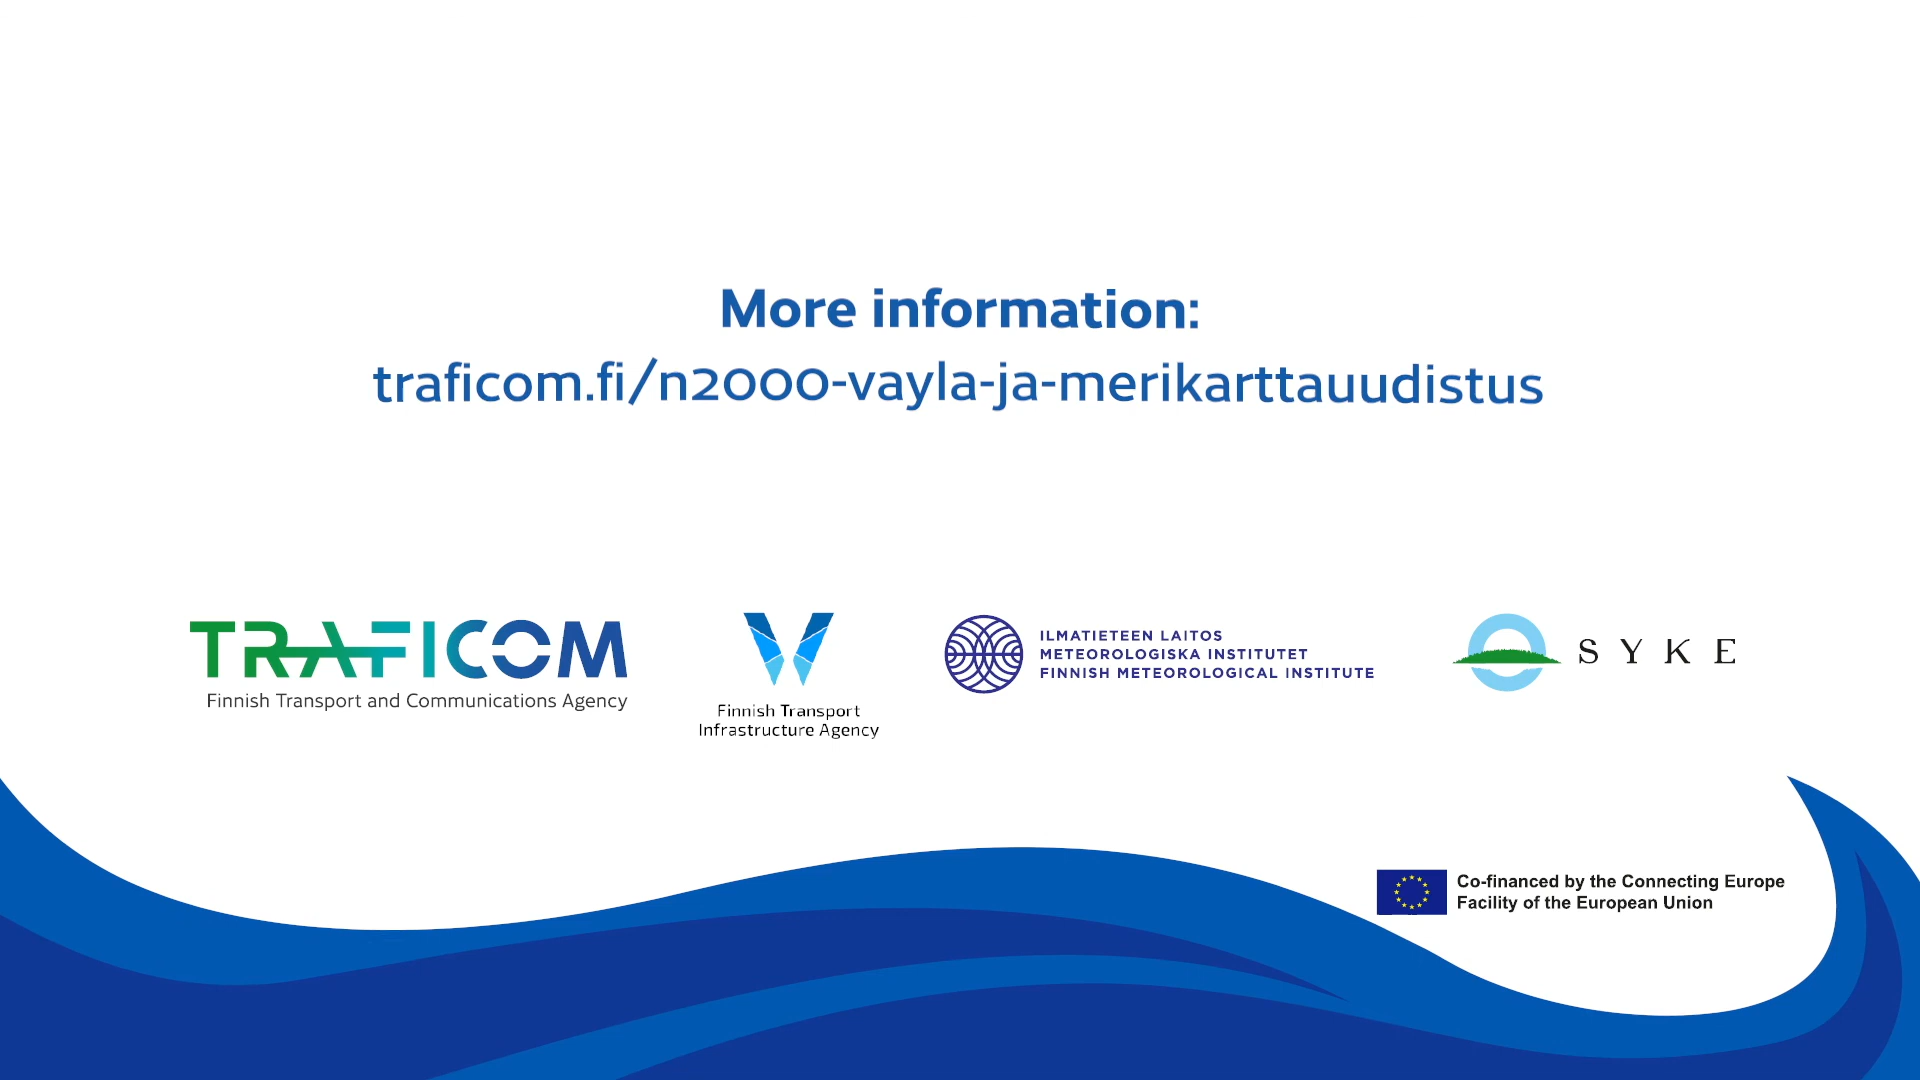 More information:
traficom.fi/n2000-vayla-ja-merikarttauudistus
TRAFICOM
Finnish Transport and Communications Agency
Finnish Transport
Infrastructure Agency
ILMATIETEEN LAITOS
METEOROLOGISKA INSTITUTET
FINNISH METEOROLOGICAL INSTITUTE
SYKE
Co-financed by the Connecting Europe
Facility of the European Union